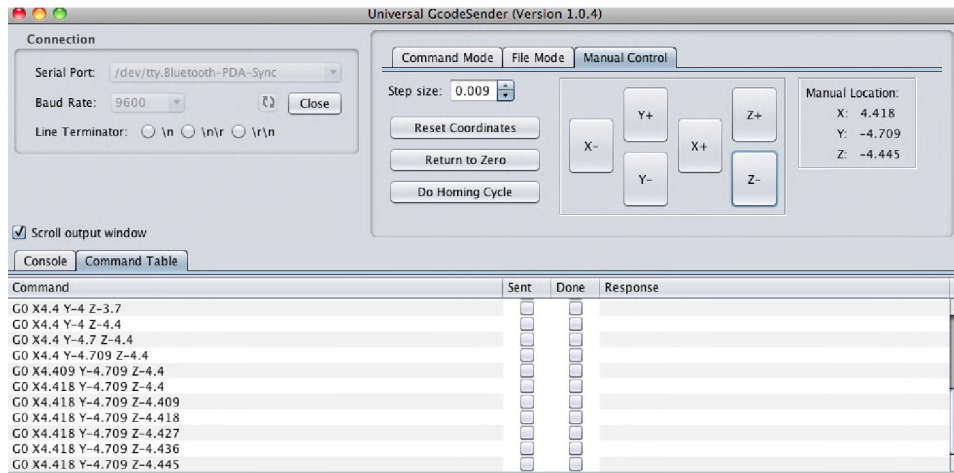 Universal GcodeSender (Version 1.0.4)
Connection
Serial Port: /dev/tty.Bluetooth-PDA-Sync
Baud Rate: 9600 Close
Line Terminator: \n \n\r \r\n
Command Mode File Mode Manual Control
Step size: 0.009
Reset Coordinates
Return to Zero
Do Homing Cycle
X- Y+ Y- X+ Z+ Z-
Manual Location:
X: 4.418
Y: -4.709
Z: -4.445
Scroll output window
Console Command Table
Command Sent Done Response
G0 X4.4 Y-4 Z-3.7
G0 X4.4 Y-4 Z-4.4
G0 X4.4 Y-4.7 Z-4.4
G0 X4.4 Y-4.709 Z-4.4
G0 X4.409 Y-4.709 Z-4.4
G0 X4.418 Y-4.709 Z-4.4
G0 X4.418 Y-4.709 Z-4.409
G0 X4.418 Y-4.709 Z-4.418
G0 X4.418 Y-4.709 Z-4.427
G0 X4.418 Y-4.709 Z-4.436
G0 X4.418 Y-4.709 Z-4.445